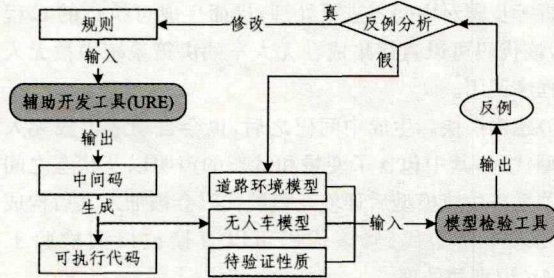 规则
修改
真
反例分析
假
输入
辅助开发工具(URE)
反例
输出
输出
中间码
道路环境模型
生成
无人车模型
输入
模型检验工具
可执行代码
待验证性质